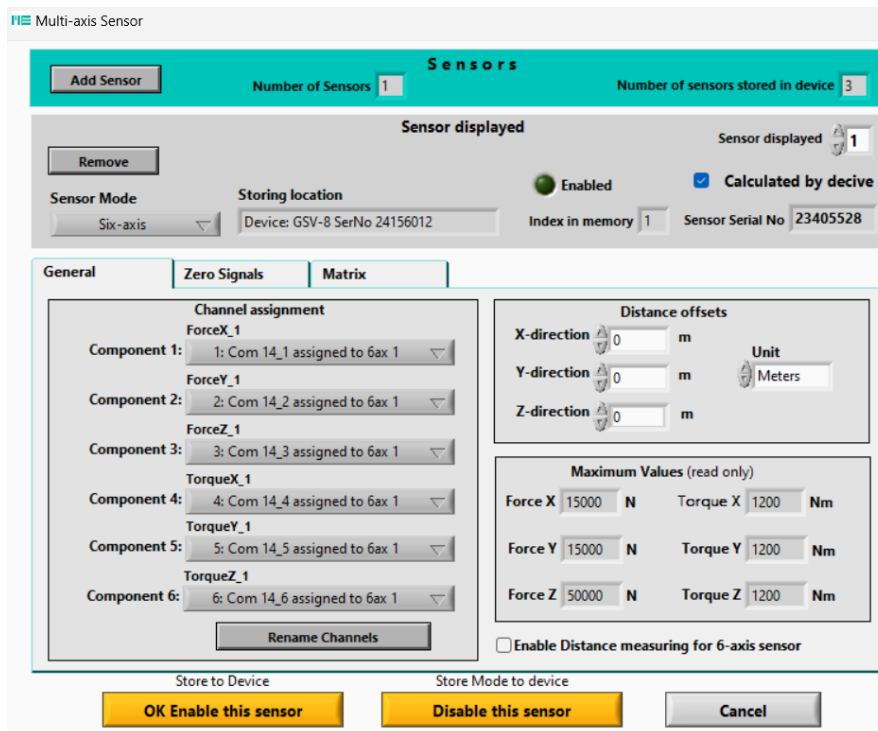 ME Multi-axis Sensor
Sensors
Add Sensor
Number of Sensors 1
Number of sensors stored in device 3
Sensor displayed
Sensor displayed 1
Remove
Enabled
Calculated by decive
Sensor Mode
Six-axis
Storing location
Device: GSV-8 SerNo 24156012
Index in memory 1
Sensor Serial No 23405528
General
Zero Signals
Matrix
Channel assignment
ForceX_1
Component 1: 1: Com 14_1 assigned to 6ax 1
ForceY_1
Component 2: 2: Com 14_2 assigned to 6ax 1
ForceZ_1
Component 3: 3: Com 14_3 assigned to 6ax 1
TorqueX_1
Component 4: 4: Com 14_4 assigned to 6ax 1
TorqueY_1
Component 5: 5: Com 14_5 assigned to 6ax 1
TorqueZ_1
Component 6: 6: Com 14_6 assigned to 6ax 1
Rename Channels
Distance offsets
X-direction 0 m
Y-direction 0 m
Z-direction 0 m
Unit
Meters
Maximum Values (read only)
Force X 15000 N Torque X 1200 Nm
Force Y 15000 N Torque Y 1200 Nm
Force Z 50000 N Torque Z 1200 Nm
Enable Distance measuring for 6-axis sensor
Store to Device
OK Enable this sensor
Store Mode to device
Disable this sensor
Cancel